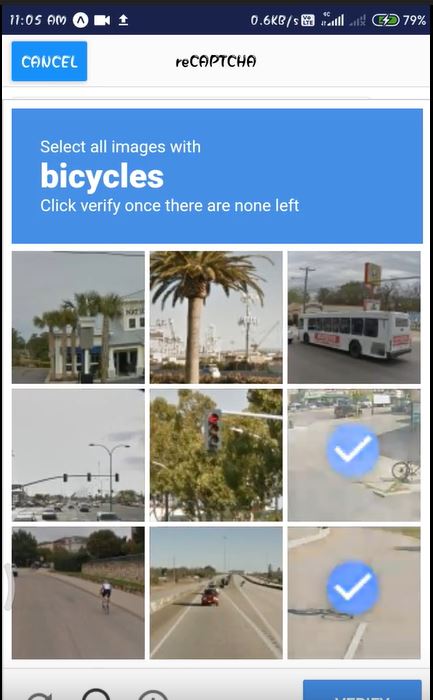 11:05 AM
0.6KB/s
4G
79%
CANCEL
reCAPTCHA
Select all images with
bicycles
Click verify once there are none left
VERIFY